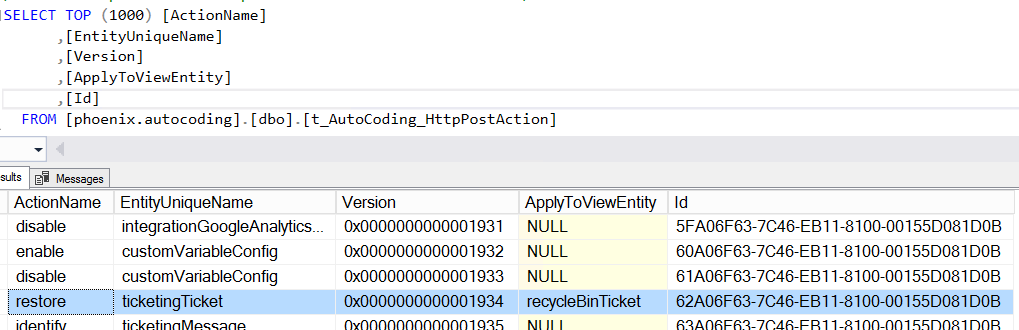 SELECT TOP (1000) [ActionName]
,[EntityUniqueName]
,[Version]
,[ApplyToViewEntity]
,[Id]
FROM [phoenix.autocoding].[dbo].[t_AutoCoding_HttpPostAction]
sults Messages
ActionName EntityUniqueName Version ApplyToViewEntity Id
disable integrationGoogleAnalytics... 0x0000000000001931 NULL 5FA06F63-7C46-EB11-8100-00155D081D0B
enable customVariableConfig 0x0000000000001932 NULL 60A06F63-7C46-EB11-8100-00155D081D0B
disable customVariableConfig 0x0000000000001933 NULL 61A06F63-7C46-EB11-8100-00155D081D0B
restore ticketingTicket 0x0000000000001934 recycleBinTicket 62A06F63-7C46-EB11-8100-00155D081D0B
identify ticketingMessage 0x0000000000001935 NULL 63A06F63-7C46-EB11-8100-00155D081D0B